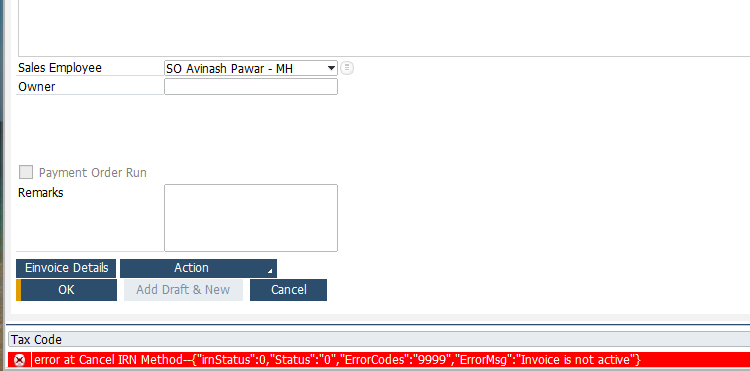 Sales Employee SO Avinash Pawar - MH
Owner
Payment Order Run
Remarks
Einvoice Details Action
OK Add Draft & New Cancel
Tax Code
error at Cancel IRN Method--{"irnStatus":0,"Status":"0","ErrorCodes":"9999","ErrorMsg":"Invoice is not active"}